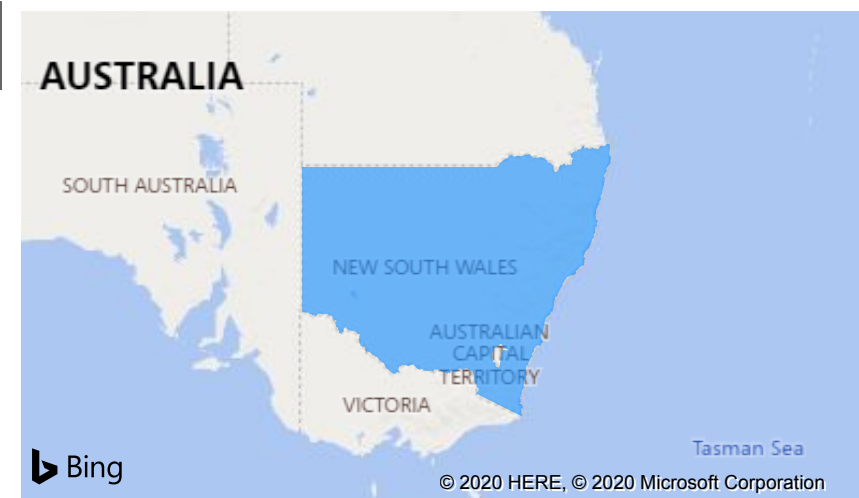 AUSTRALIA
SOUTH AUSTRALIA
NEW SOUTH WALES
AUSTRALIAN
CAPITAL
TERRITORY
VICTORIA
Tasman Sea
Bing
© 2020 HERE, © 2020 Microsoft Corporation